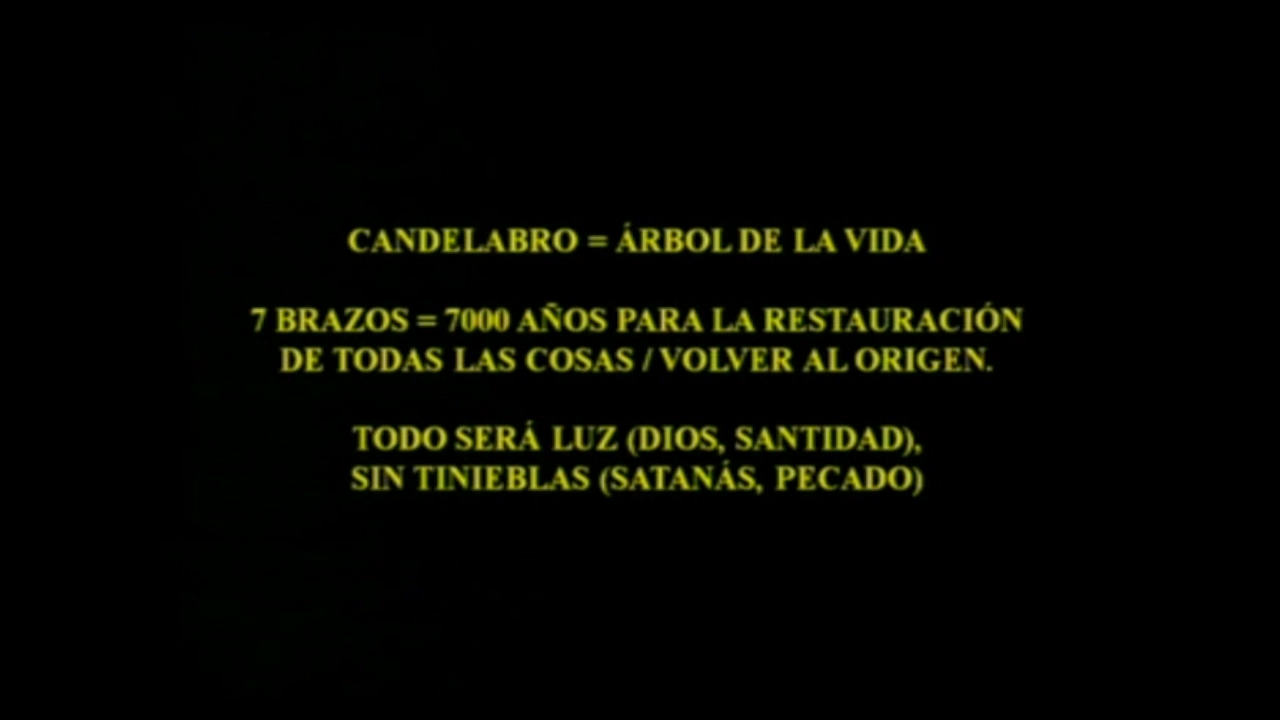 CANDELABRO = ÁRBOL DE LA VIDA
7 BRAZOS = 7000 AÑOS PARA LA RESTAURACIÓN
DE TODAS LAS COSAS / VOLVER AL ORIGEN.
TODO SERÁ LUZ (DIOS, SANTIDAD),
SIN TINIEBLAS (SATANÁS, PECADO)